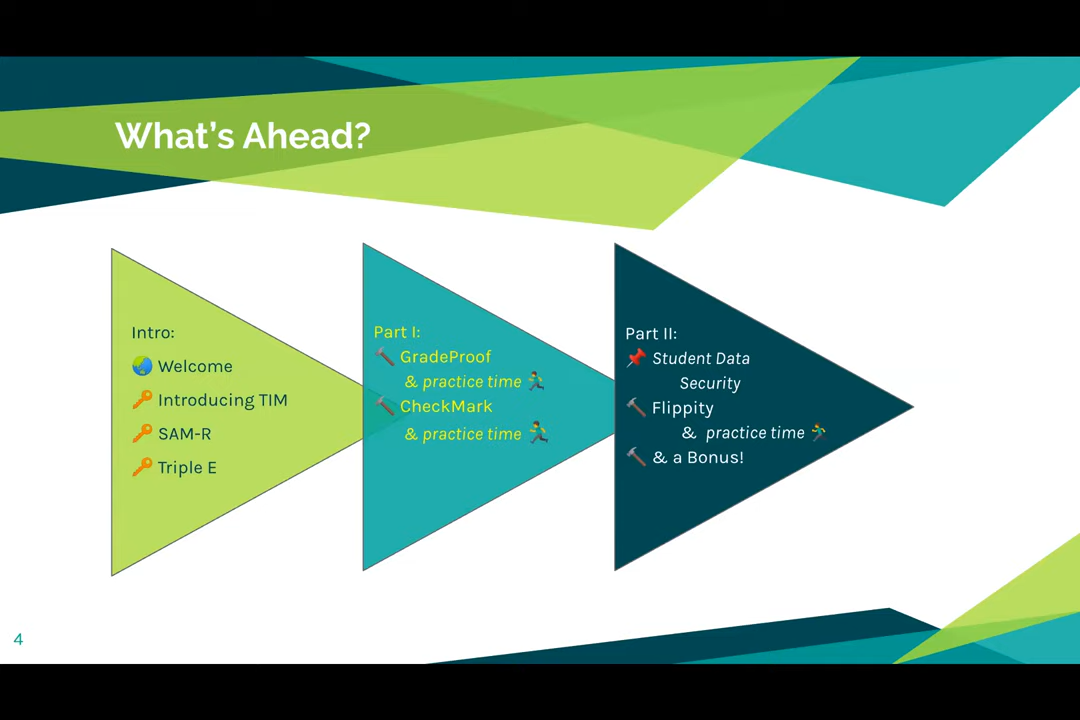 What's Ahead?
Intro:
🌏 Welcome
🔑 Introducing TIM
🔑 SAM-R
🔑 Triple E
Part I:
🔨 GradeProof
& practice time 🏃
🔨 CheckMark
& practice time 🏃
Part II:
📌 Student Data
Security
🔨 Flippity
& practice time 🏃
🔨 & a Bonus!
4